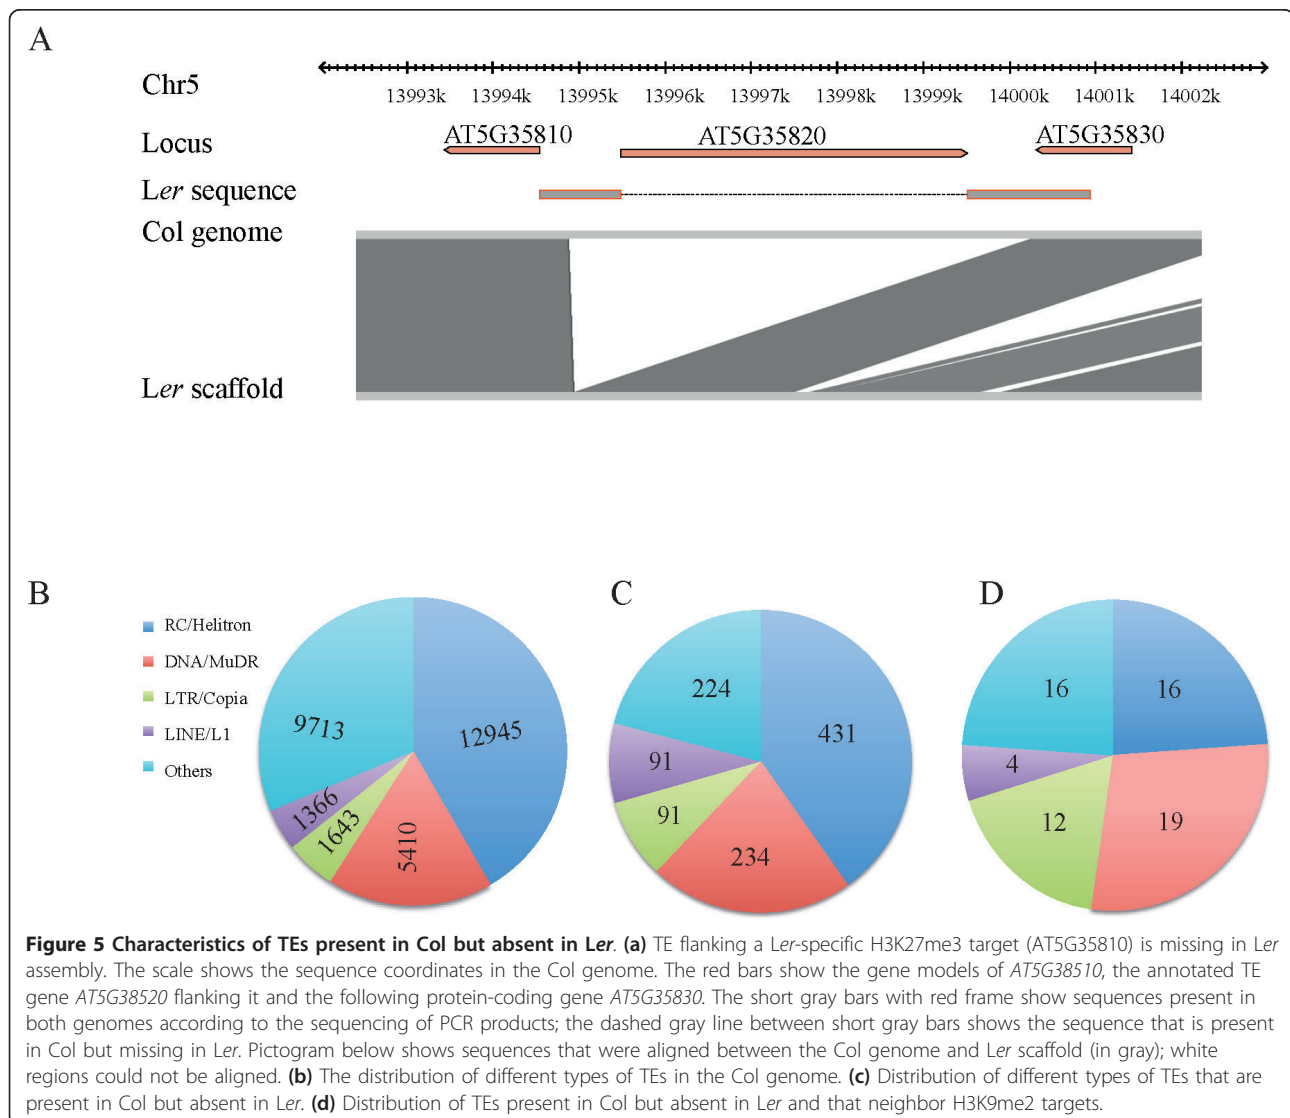 A
Chr5
13993k 13994k 13995k 13996k 13997k 13998k 13999k 14000k 14001k 14002k
Locus
AT5G35810 AT5G35820 AT5G35830
Ler sequence
Col genome
Ler scaffold
B
RC/Helitron
DNA/MuDR
LTR/Copia
LINE/L1
Others
12945
5410
1643
1366
9713
C
431
234
91
91
224
D
16
19
12
4
16
Figure 5 Characteristics of TEs present in Col but absent in Ler. (a) TE flanking a Ler-specific H3K27me3 target (AT5G35810) is missing in Ler
assembly. The scale shows the sequence coordinates in the Col genome. The red bars show the gene models of AT5G38510, the annotated TE
gene AT5G38520 flanking it and the following protein-coding gene AT5G35830. The short gray bars with red frame show sequences present in
both genomes according to the sequencing of PCR products; the dashed gray line between short gray bars shows the sequence that is present
in Col but missing in Ler. Pictogram below shows sequences that were aligned between the Col genome and Ler scaffold (in gray); white
regions could not be aligned. (b) The distribution of different types of TEs in the Col genome. (c) Distribution of different types of TEs that are
present in Col but absent in Ler. (d) Distribution of TEs present in Col but absent in Ler and that neighbor H3K9me2 targets.